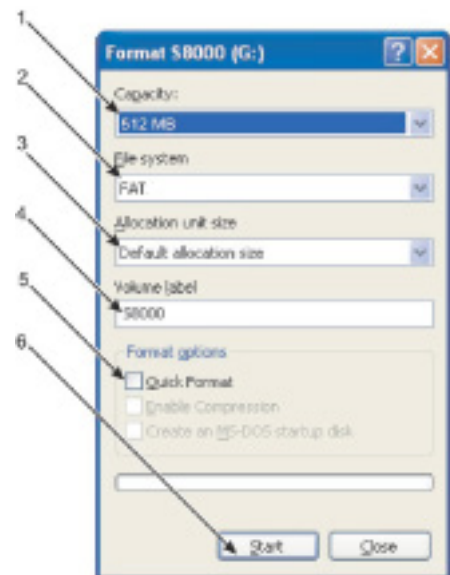 1
Format S8000 (G:)
2
Capacity:
512 MB
3
File system
FAT
4
Allocation unit size
Default allocation size
5
Volume label
S8000
6
Format options
Quick Format
Enable Compression
Create an MS-DOS startup disk
Start
Close